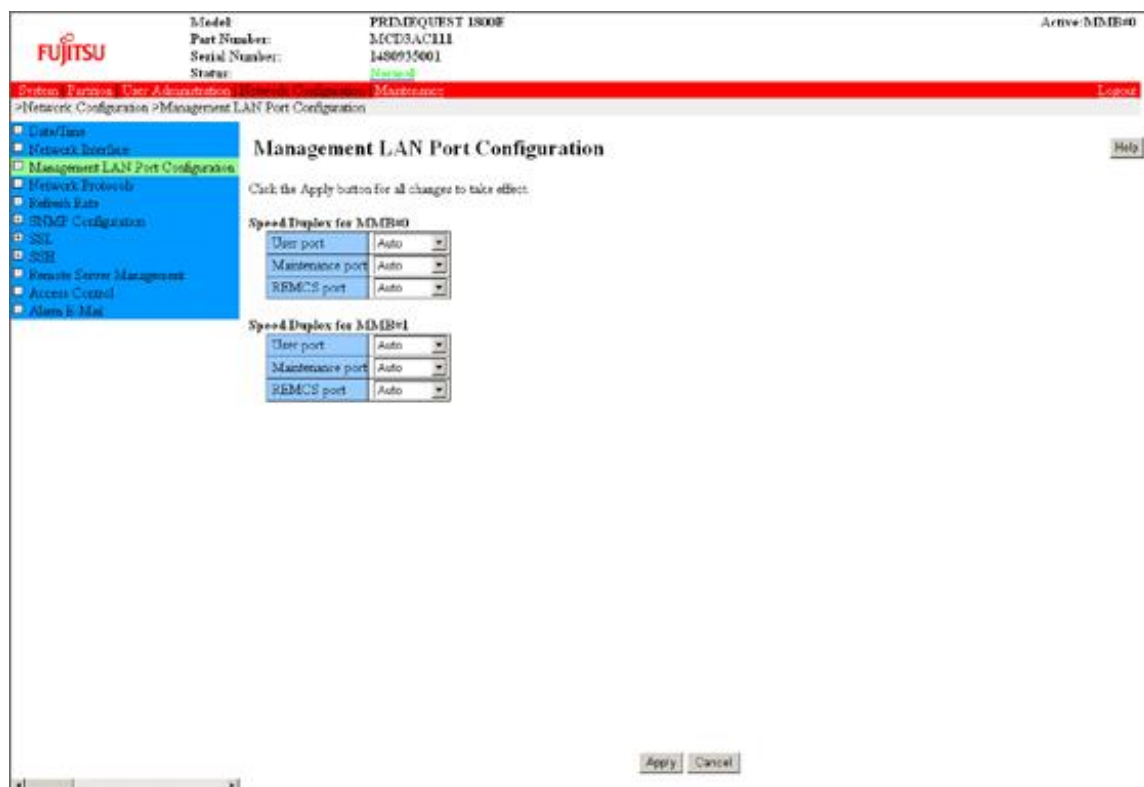 FUJITSU
Model: PRIMEQUEST 1800E
Part Number: MCD3AC111
Serial Number: 1480935001
Status: Normal
Active:MMB#0
System Partition User Administration Network Configuration Maintenance Logout
>Network Configuration >Management LAN Port Configuration
Date/Time
Network Interface
Management LAN Port Configuration
Network Protocols
Refresh Rate
SNMP Configuration
SSL
SSH
Remote Server Management
Access Control
Alarm E-Mail
Management LAN Port Configuration
Help
Click the Apply button for all changes to take effect.
Speed/Duplex for MMB#0
User port Auto
Maintenance port Auto
REMCS port Auto
Speed/Duplex for MMB#1
User port Auto
Maintenance port Auto
REMCS port Auto
Apply Cancel